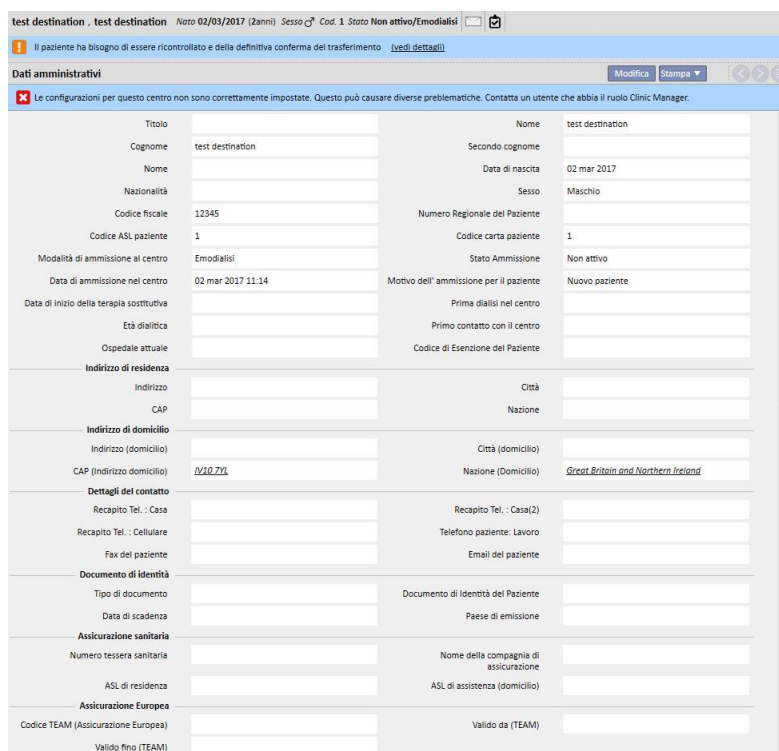 test destination , test destination Nato 02/03/2017 (2anni) Sesso Cod. 1 Stato Non attivo/Emodialisi
Il paziente ha bisogno di essere ricontrollato e della definitiva conferma del trasferimento (vedi dettagli)
Dati amministrativi Modifica Stampa
Le configurazioni per questo centro non sono correttamente impostate. Questo può causare diverse preblematiche. Contatta un utente che abbia il ruolo Clinic Manager.
Titolo Nome test destination
Cognome test destination Secondo cognome
Nome Data di nascita 02 mar 2017
Nazionalità Sesso Maschio
Codice fiscale 12345 Numero Regionale del Paziente
Codice ASL paziente 1 Codice carta paziente 1
Modalità di ammissione al centro Emodialisi Stato Ammissione Non attivo
Data di ammissione nel centro 02 mar 2017 11:14 Motivo dell' ammissione per il paziente Nuovo paziente
Data di inizio della terapia sostitutiva Prima dialisi nel centro
Età dialitica Primo contatto con il centro
Ospedale attuale Codice di Esenzione del Paziente
Indirizzo di residenza
Indirizzo Città
CAP Nazione
Indirizzo di domicilio
Indirizzo (domicilio) Città (domicilio)
CAP (Indirizzo domicilio) IV10 7YL Nazione (Domicilio) Great Britain and Northern Ireland
Dettagli del contatto
Recapito Tel. : Casa Recapito Tel. : Casa(2)
Recapito Tel. : Cellulare Telefono paziente: Lavoro
Fax del paziente Email del paziente
Documento di identità
Tipo di documento Documento di Identità del Paziente
Data di scadenza Paese di emissione
Assicurazione sanitaria
Numero tessera sanitaria Nome della compagnia di
assicurazione
ASL di residenza ASL di assistenza (domicilio)
Assicurazione Europea
Codice TEAM (Assicurazione Europea) Valido da (TEAM)
Valido fino (TEAM)